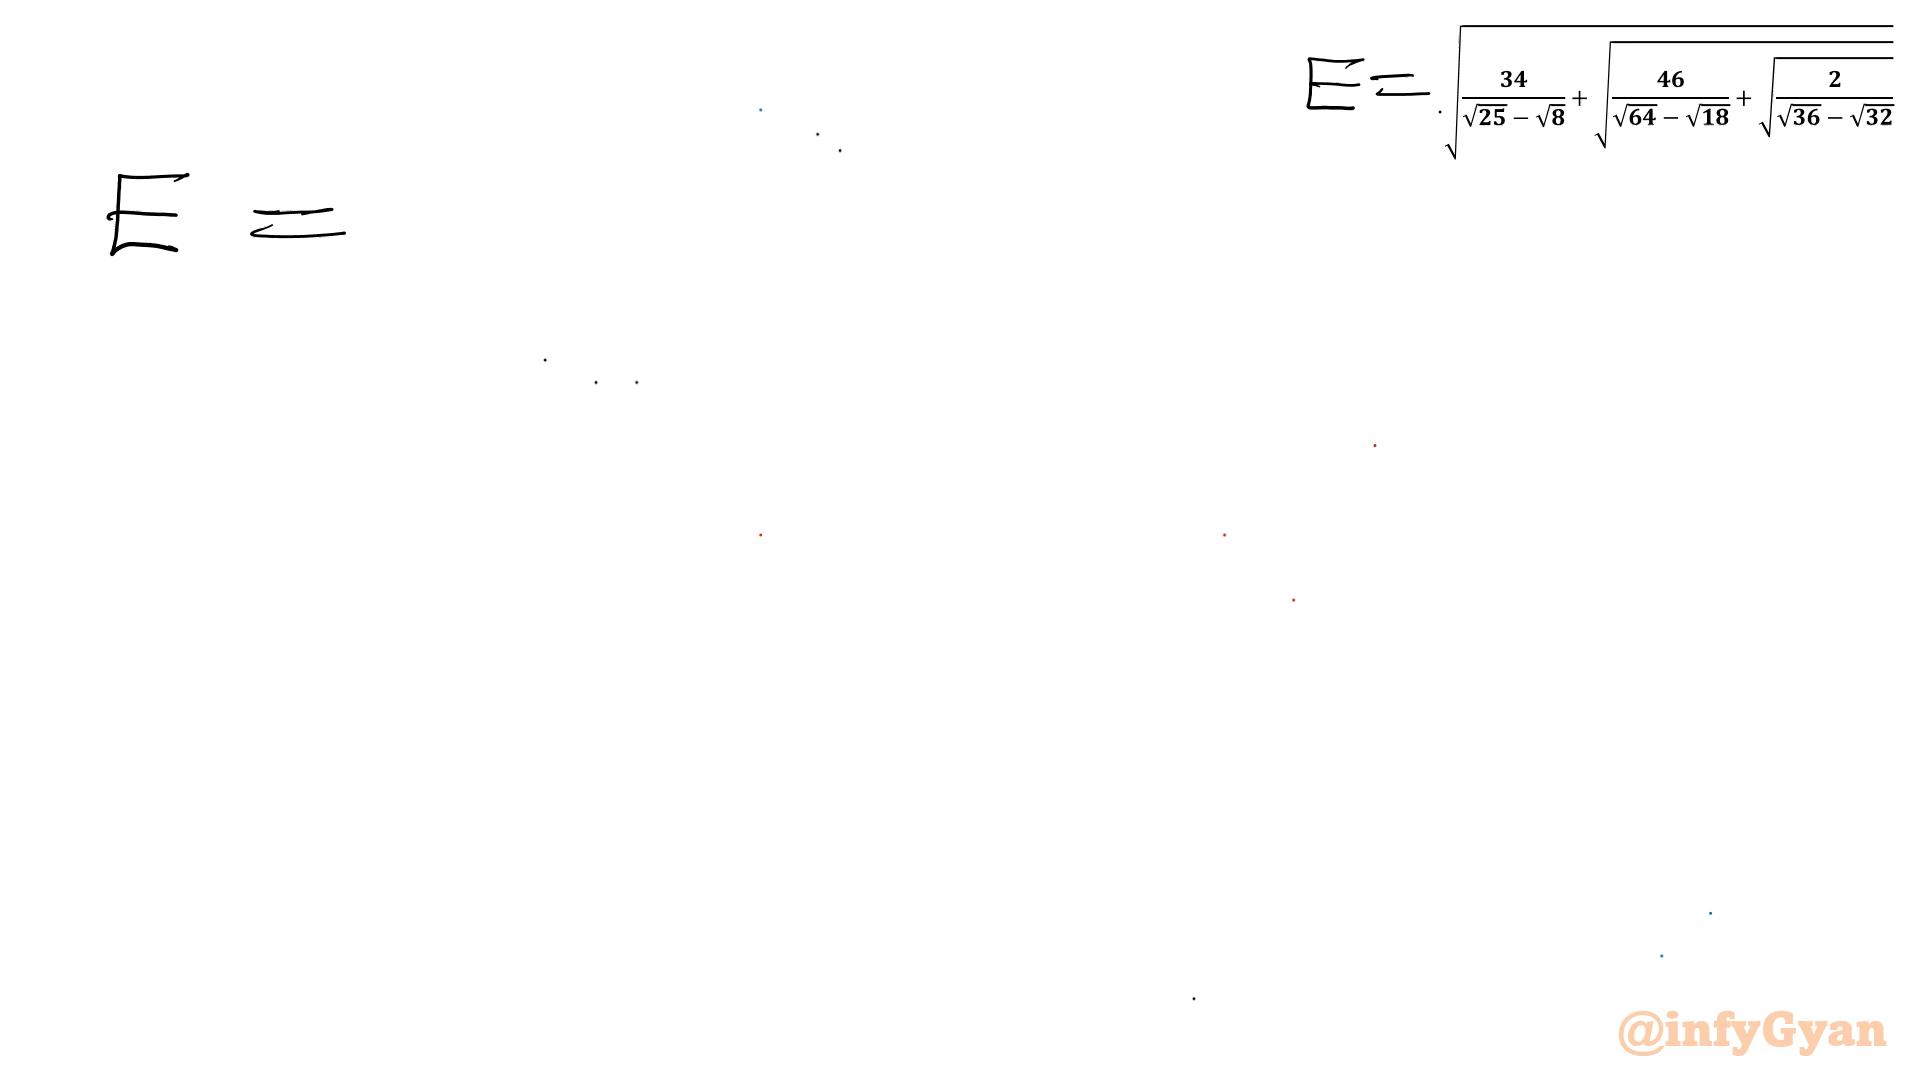 E = √(34/(√25 − √8) + √(46/(√64 − √18) + √(2/(√36 − √32))))
E =
@infyGyan